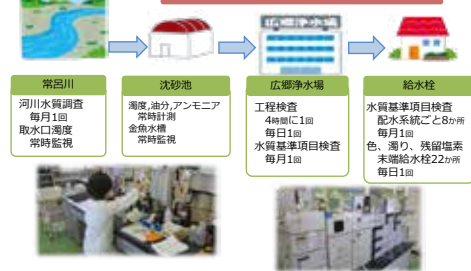 広郷浄水場
常呂川
河川水質調査
毎月1回
取水口濁度
常時監視
沈砂池
濁度,油分,アンモニア
常時計測
金魚水槽
常時監視
広郷浄水場
工程検査
4時間に1回
毎日1回
水質基準項目検査
毎月1回
給水栓
水質基準項目検査
配水系統ごと8か所
毎月1回
色、濁り、残留塩素
末端給水栓22か所
毎日1回